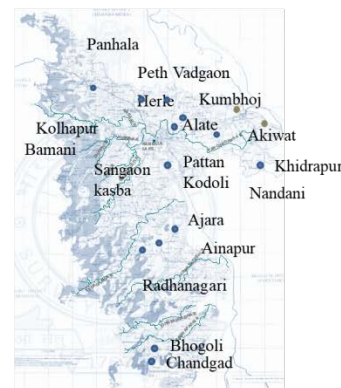 Panhala
Peth Vadgaon
Herle
Kumbhoj
Kolhapur
Alate
Akiwat
Bamani
Sangaon
kasba
Pattan
Kodoli
Khidrapur
Nandani
Ajara
Ainapur
Radhanagari
Bhogoli
Chandgad